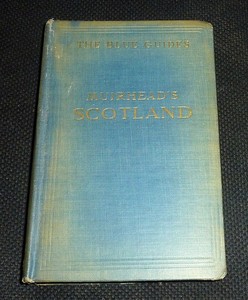 THE BLUE GUIDES
MUIRHEAD'S
SCOTLAND